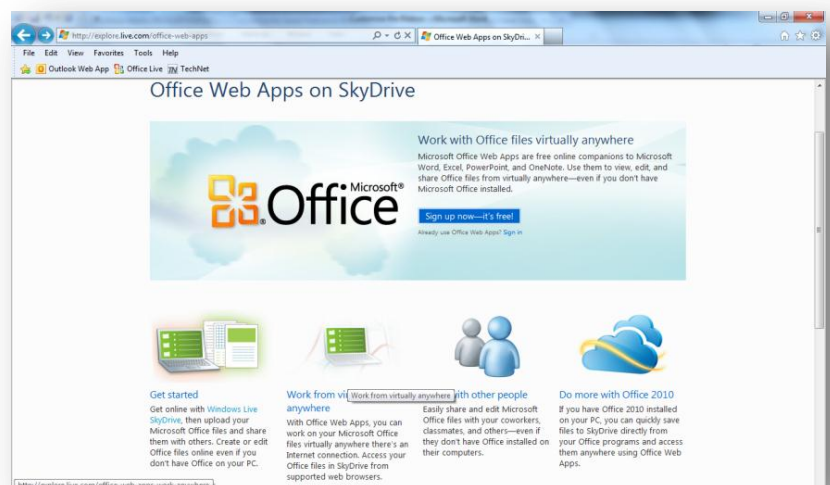 http://explore.live.com/office-web-apps
Office Web Apps on SkyDri...
File Edit View Favorites Tools Help
Outlook Web App Office Live TechNet
Office Web Apps on SkyDrive
Work with Office files virtually anywhere
Microsoft Office Web Apps are free online companions to Microsoft
Word, Excel, PowerPoint, and OneNote. Use them to view, edit, and
share Office files from virtually anywhere—even if you don't have
Microsoft Office installed.
Microsoft®
Office
Sign up now—it's free!
Already use Office Web Apps? Sign in
Get started
Get online with Windows Live
SkyDrive, then upload your
Microsoft Office files and share
them with others. Create or edit
Office files online even if you
don't have Office on your PC.
Work from
Work from virtually anywhere
anywhere
With Office Web Apps, you can
work on your Microsoft Office
files virtually anywhere there's an
Internet connection. Access your
Office files in SkyDrive from
supported web browsers.
with other people
Easily share and edit Microsoft
Office files with your coworkers,
classmates, and others—even if
they don't have Office installed on
their computers.
Do more with Office 2010
If you have Office 2010 installed
on your PC, you can quickly save
files to SkyDrive directly from
your Office programs and access
them anywhere using Office Web
Apps.